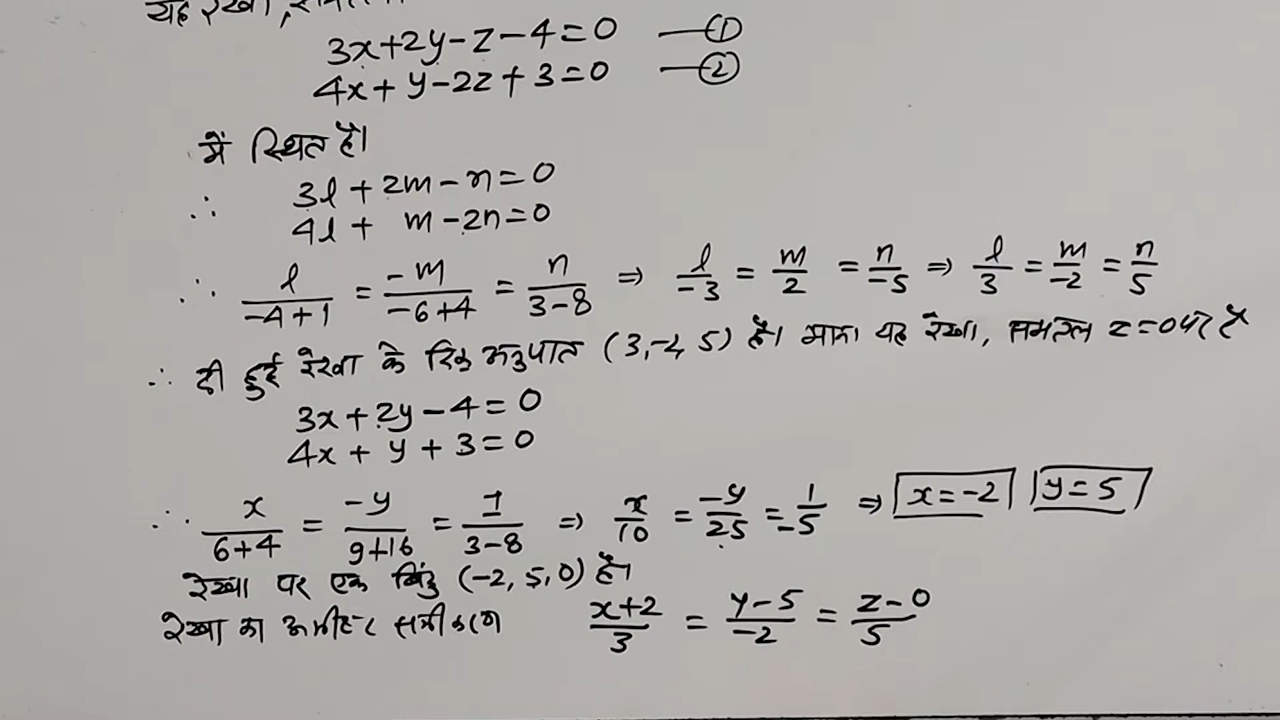 यह रेखा,
3x+2y-z-4=0 —①
4x+y-2z+3=0 —②
में स्थित है।
∴ 3l+2m-n=0
4l+ m-2n=0
∴ l/(-4+1) = -m/(-6+4) = n/(3-8) ⇒ l/-3 = m/2 = n/-5 ⇒ l/3 = m/-2 = n/5
∴ दी हुई रेखा के दिक् अनुपात (3,-2,5) है। माना यह रेखा, समतल z=0 पर है
3x+2y-4=0
4x+y+3=0
∴ x/(6+4) = -y/(9+16) = 1/(3-8) ⇒ x/10 = -y/25 = 1/-5 ⇒ x=-2 y=5
रेखा पर एक बिंदु (-2,5,0) है।
रेखा का अभीष्ट समीकरण (x+2)/3 = (y-5)/-2 = (z-0)/5